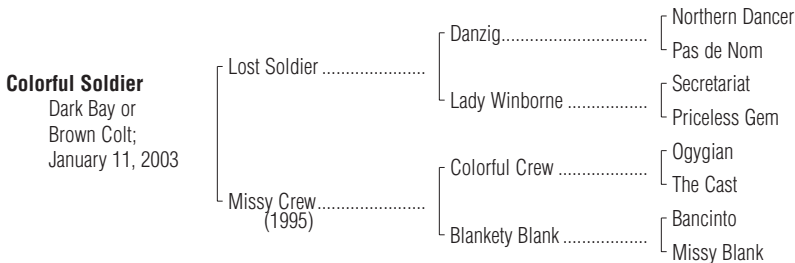 Northern Dancer
Danzig..................................
Pas de Nom
Lost Soldier ........................
Secretariat
Lady Winborne ...................
Priceless Gem
Colorful Soldier
Dark Bay or
Brown Colt;
January 11, 2003
Ogygian
Colorful Crew .....................
The Cast
Missy Crew.........................
(1995)
Bancinto
Blankety Blank ....................
Missy Blank